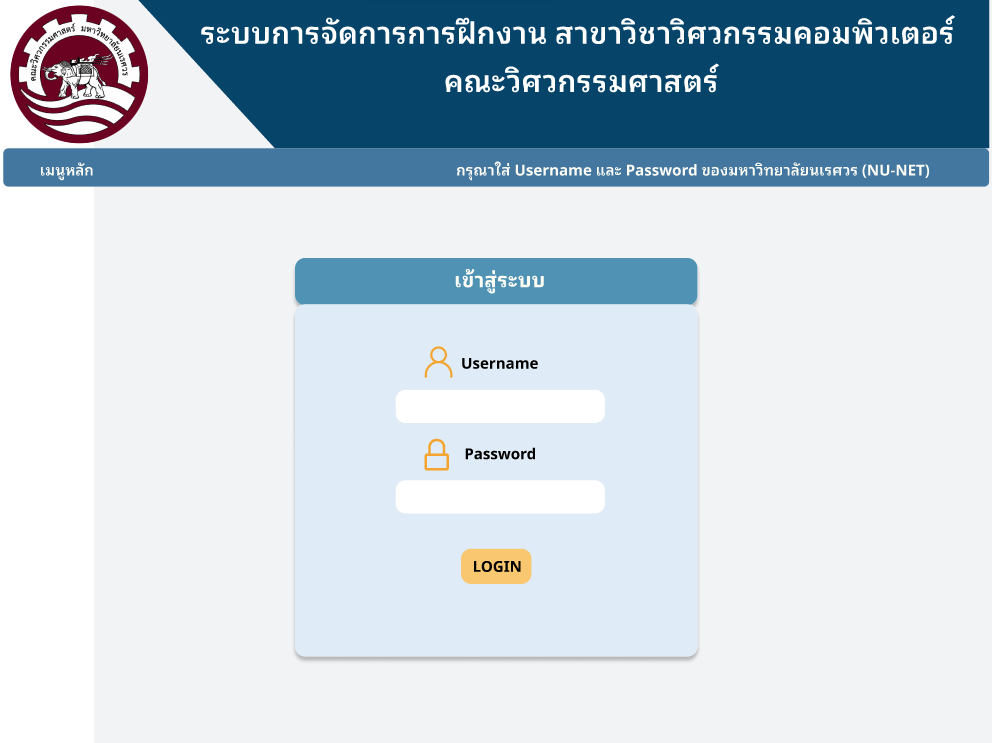 คณะวิศวกรรมศาสตร์ มหาวิทยาลัยนเรศวร
ระบบการจัดการการฝึกงาน สาขาวิชาวิศวกรรมคอมพิวเตอร์
คณะวิศวกรรมศาสตร์
เมนูหลัก
กรุณาใส่ Username และ Password ของมหาวิทยาลัยนเรศวร (NU-NET)
เข้าสู่ระบบ
Username
Password
LOGIN